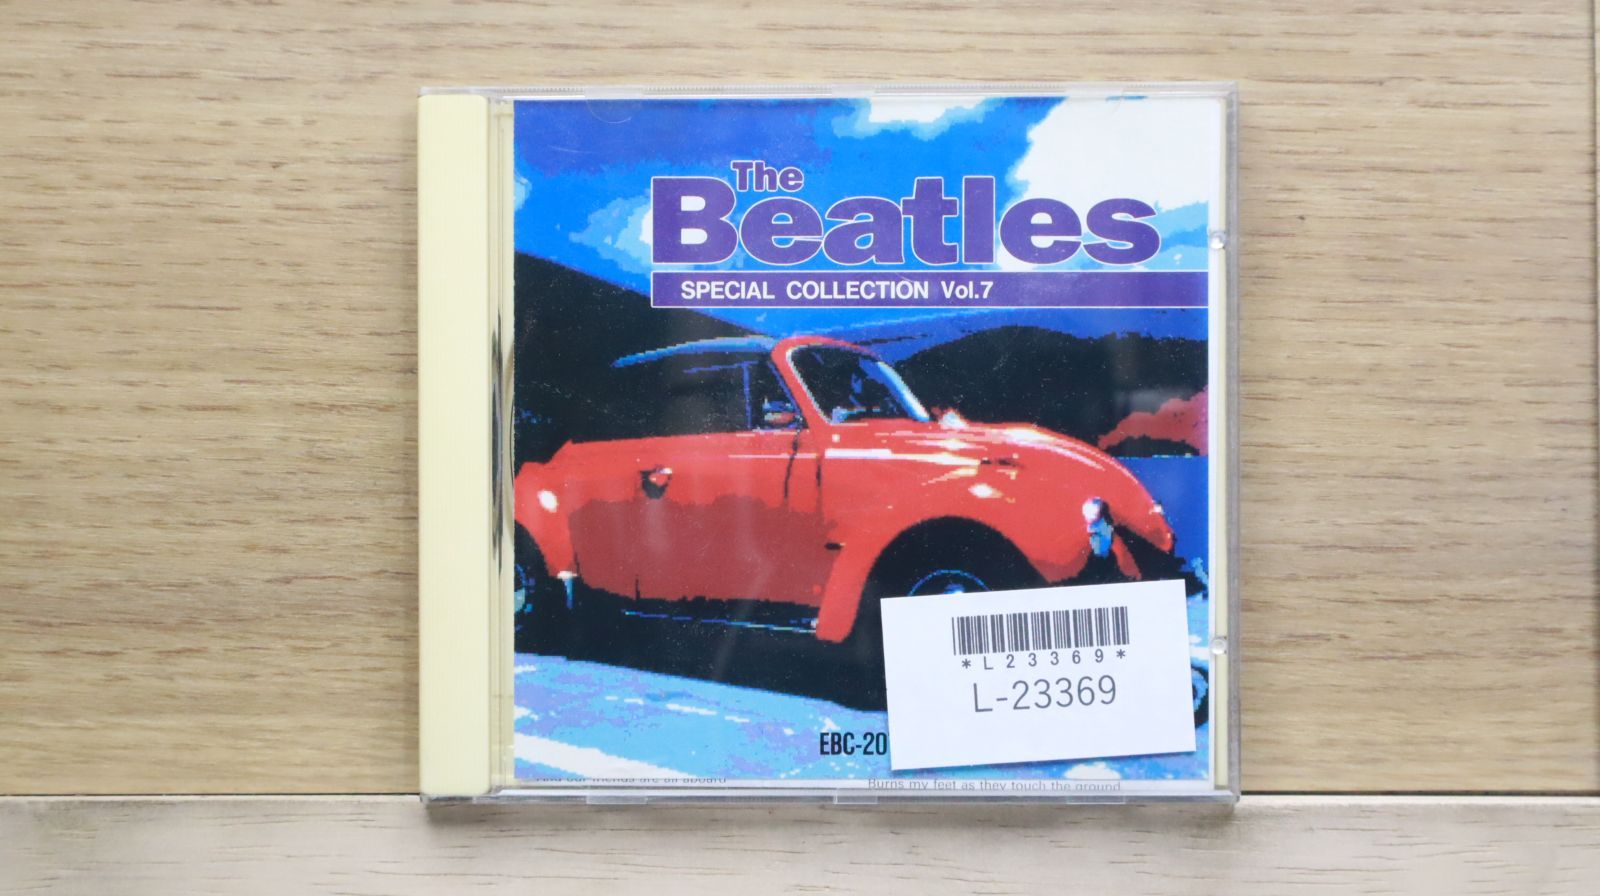 The
Beatles
SPECIAL COLLECTION Vol.7
*L23369*
L-23369
EBC-20
And our friends are all aboard
Burns my feet as they touch the ground